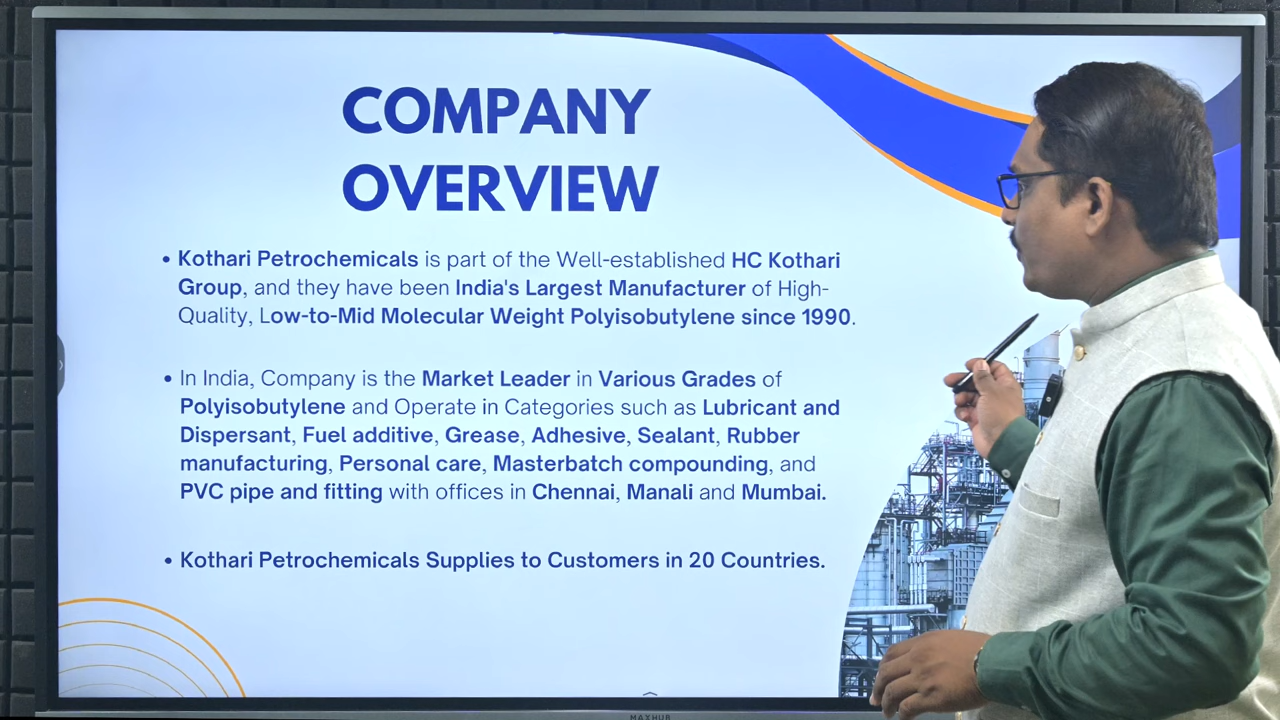 COMPANY
OVERVIEW
• Kothari Petrochemicals is part of the Well-established HC Kothari
Group, and they have been India's Largest Manufacturer of High-
Quality, Low-to-Mid Molecular Weight Polyisobutylene since 1990.
• In India, Company is the Market Leader in Various Grades of
Polyisobutylene and Operate in Categories such as Lubricant and
Dispersant, Fuel additive, Grease, Adhesive, Sealant, Rubber
manufacturing, Personal care, Masterbatch compounding, and
PVC pipe and fitting with offices in Chennai, Manali and Mumbai.
• Kothari Petrochemicals Supplies to Customers in 20 Countries.
MAXHUB